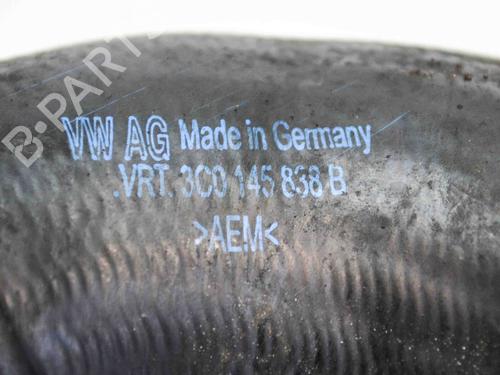 B-PARTS
VW AG Made in Germany
.VRT. 3C0 145 838 B
>AEM<